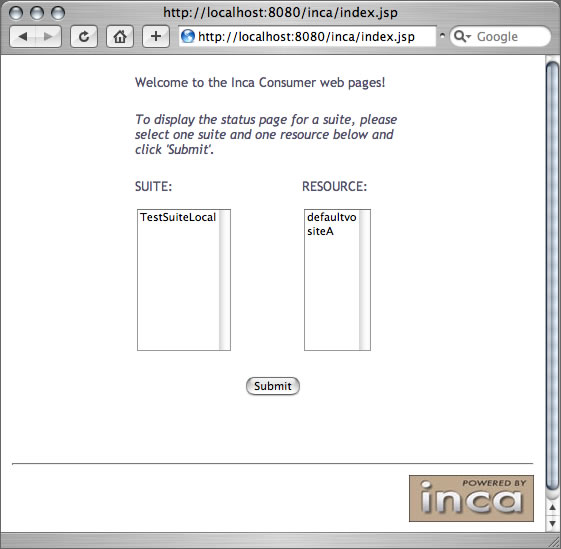 http://localhost:8080/inca/index.jsp
http://localhost:8080/inca/index.jsp
Google
Welcome to the Inca Consumer web pages!
To display the status page for a suite, please
select one suite and one resource below and
click 'Submit'.
SUITE: RESOURCE:
TestSuiteLocal defaultvo
siteA
Submit
POWERED BY
inca